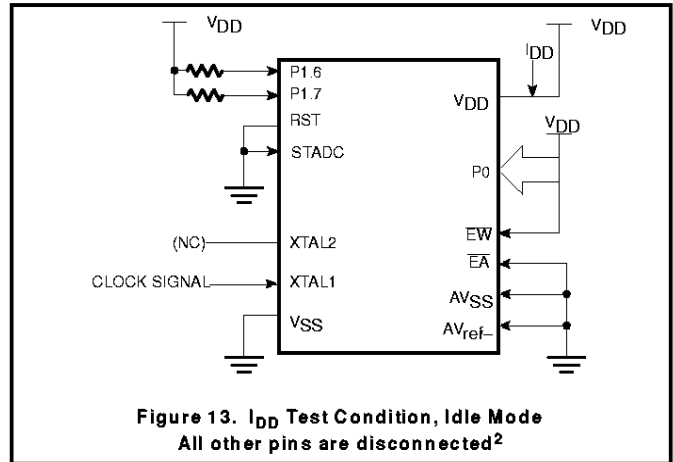 VDD
VDD
IDD
P1.6
P1.7
RST
STADC
VDD
VDD
P0
(NC)
XTAL2
EW
EA
CLOCK SIGNAL
XTAL1
AVSS
VSS
AVref–
Figure 13. IDD Test Condition, Idle Mode
All other pins are disconnected2